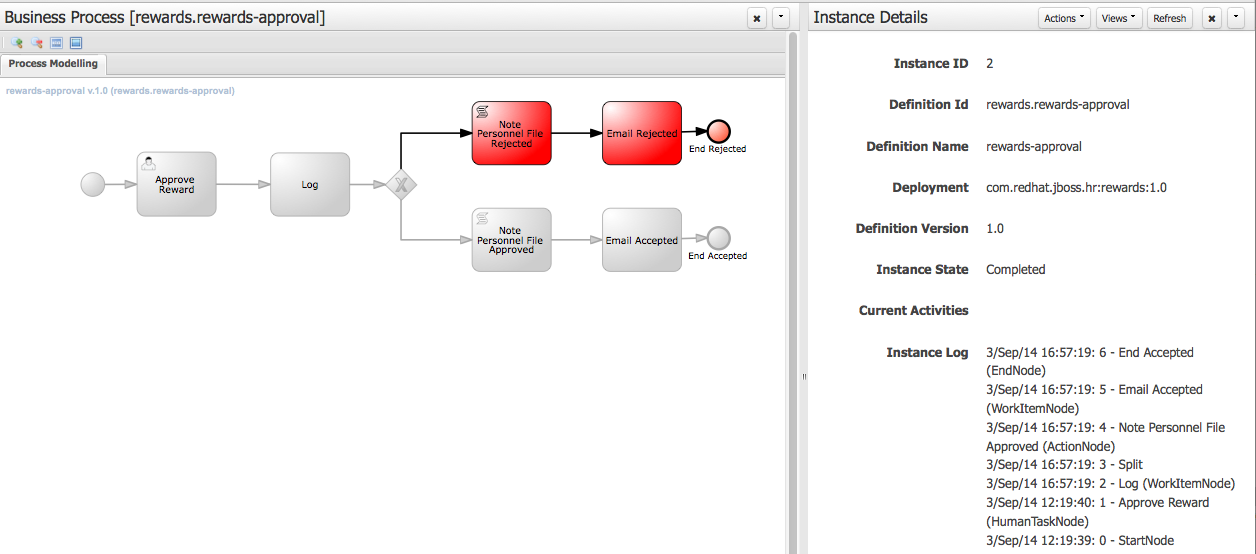 Business Process [rewards.rewards-approval]
Process Modelling
rewards-approval v.1.0 (rewards.rewards-approval)
Approve
Reward
Log
X
Note
Personnel File
Rejected
Email Rejected
End Rejected
Note
Personnel File
Approved
Email Accepted
End Accepted
Instance Details
Actions
Views
Refresh
Instance ID 2
Definition Id rewards.rewards-approval
Definition Name rewards-approval
Deployment com.redhat.jboss.hr:rewards:1.0
Definition Version 1.0
Instance State Completed
Current Activities
Instance Log 3/Sep/14 16:57:19: 6 - End Accepted
(EndNode)
3/Sep/14 16:57:19: 5 - Email Accepted
(WorkItemNode)
3/Sep/14 16:57:19: 4 - Note Personnel File
Approved (ActionNode)
3/Sep/14 16:57:19: 3 - Split
3/Sep/14 16:57:19: 2 - Log (WorkItemNode)
3/Sep/14 12:19:40: 1 - Approve Reward
(HumanTaskNode)
3/Sep/14 12:19:39: 0 - StartNode